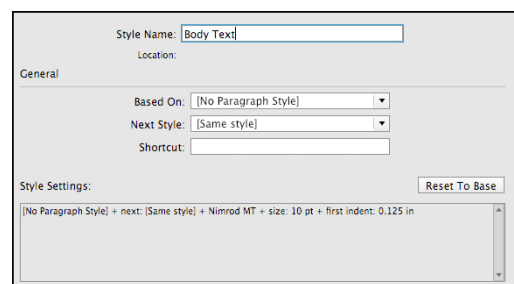 Style Name: Body Text
Location:
General
Based On: [No Paragraph Style]
Next Style: [Same style]
Shortcut:
Style Settings: Reset To Base
[No Paragraph Style] + next: [Same style] + Nimrod MT + size: 10 pt + first indent: 0.125 in